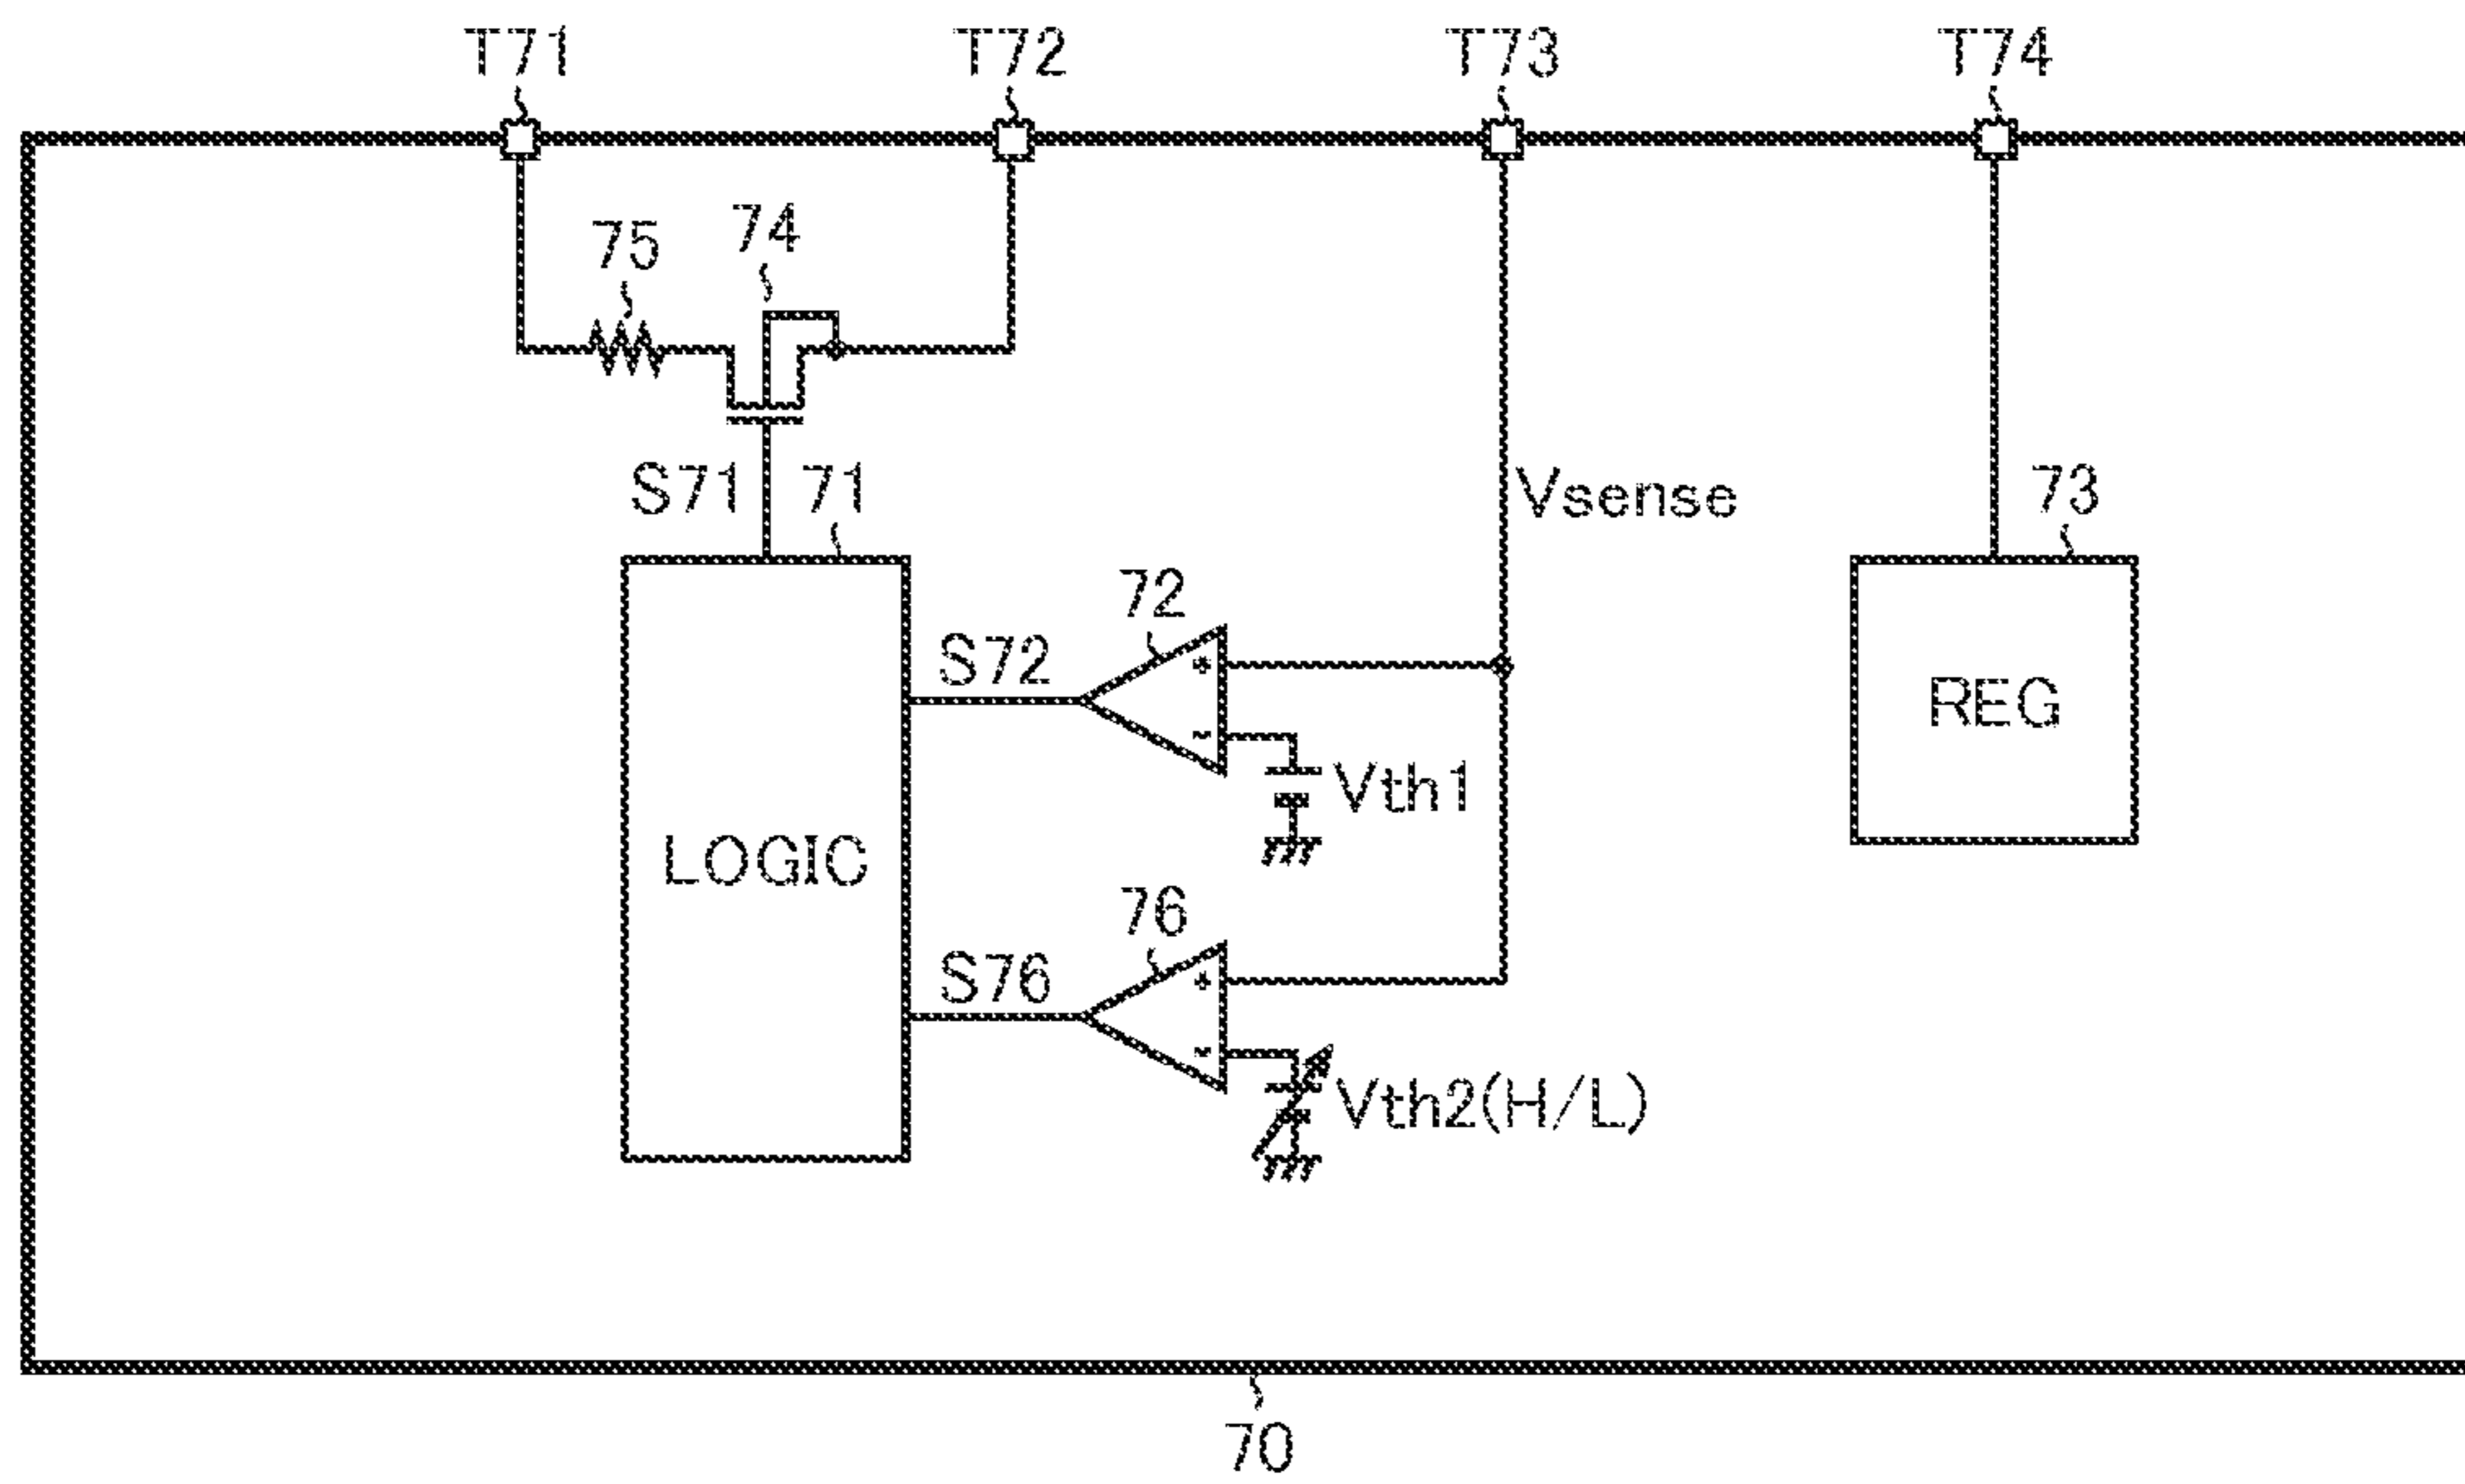 T71
T72
T73
T74
75
74
S71
71
Vsense
73
72
S72
REG
Vth1
LOGIC
76
S76
Vth2(H/L)
70